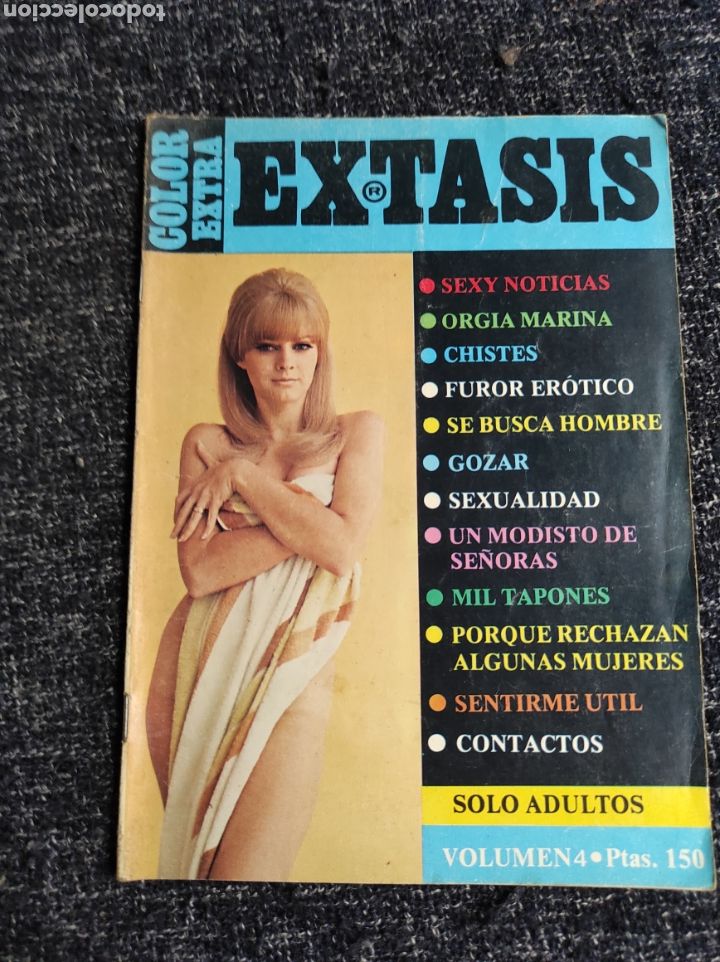 todocoleccion
COLOR
EXTRA
EXTASIS
®
SEXY NOTICIAS
ORGIA MARINA
CHISTES
FUROR ERÓTICO
SE BUSCA HOMBRE
GOZAR
SEXUALIDAD
UN MODISTO DE
SEÑORAS
MIL TAPONES
PORQUE RECHAZAN
ALGUNAS MUJERES
SENTIRME UTIL
CONTACTOS
SOLO ADULTOS
VOLUMEN 4 • Ptas. 150